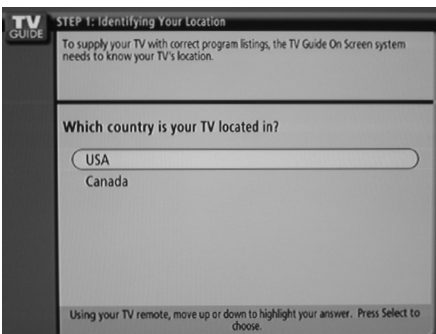 TV
GUIDE
STEP 1: Identifying Your Location
To supply your TV with correct program listings, the TV Guide On Screen system
needs to know your TV's location.
Which country is your TV located in?
USA
Canada
Using your TV remote, move up or down to highlight your answer. Press Select to
choose.